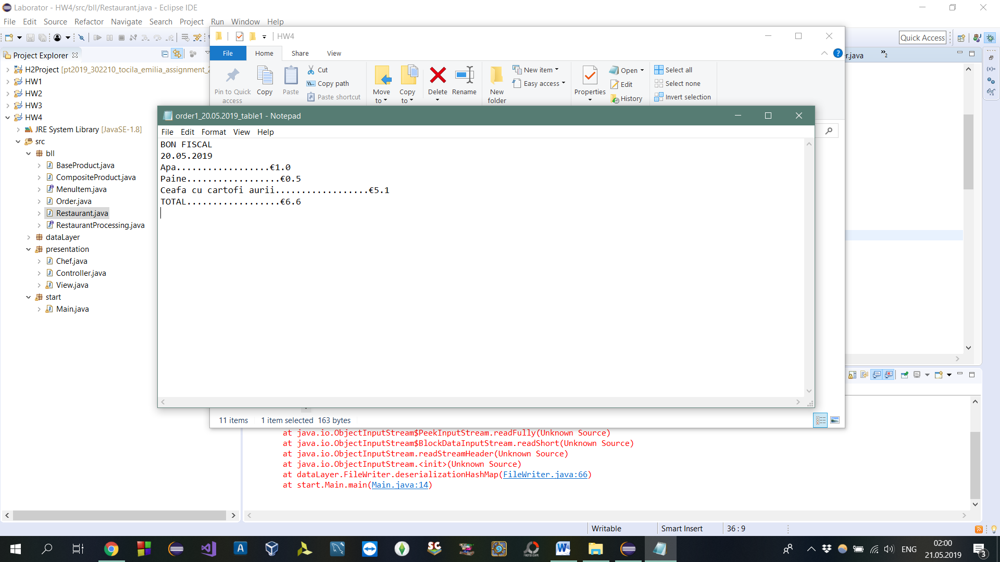 Laborator - HW4/src/bll/Restaurant.java - Eclipse IDE
File Edit Source Refactor Navigate Search Project Run Window Help
Quick Access
Project Explorer
H2Project [pt2019_302210_tocila_emilia_assignment_2
HW1
HW2
HW3
HW4
JRE System Library [JavaSE-1.8]
src
bll
BaseProduct.java
CompositeProduct.java
MenuItem.java
Order.java
Restaurant.java
RestaurantProcessing.java
dataLayer
presentation
Chef.java
Controller.java
View.java
start
Main.java
HW4
File Home Share View
Pin to Quick access
Copy
Paste
Cut
Copy path
Paste shortcut
Move to
Copy to
Delete
Rename
New folder
New item
Easy access
Properties
Open
Edit
History
Select all
Select none
Invert selection
r.java
»2
order1_20.05.2019_table1 - Notepad
File Edit Format View Help
BON FISCAL
20.05.2019
Apa..................€1.0
Paine..................€0.5
Ceafa cu cartofi aurii..................€5.1
TOTAL..................€6.6
11 items 1 item selected 163 bytes
at java.io.ObjectInputStream$PeekInputStream.readFully(Unknown Source)
at java.io.ObjectInputStream$BlockDataInputStream.readShort(Unknown Source)
at java.io.ObjectInputStream.readStreamHeader(Unknown Source)
at java.io.ObjectInputStream.<init>(Unknown Source)
at dataLayer.FileWriter.deserializationHashMap(FileWriter.java:66)
at start.Main.main(Main.java:14)
Writable Smart Insert 36 : 9
ENG
02:00
21.05.2019
3